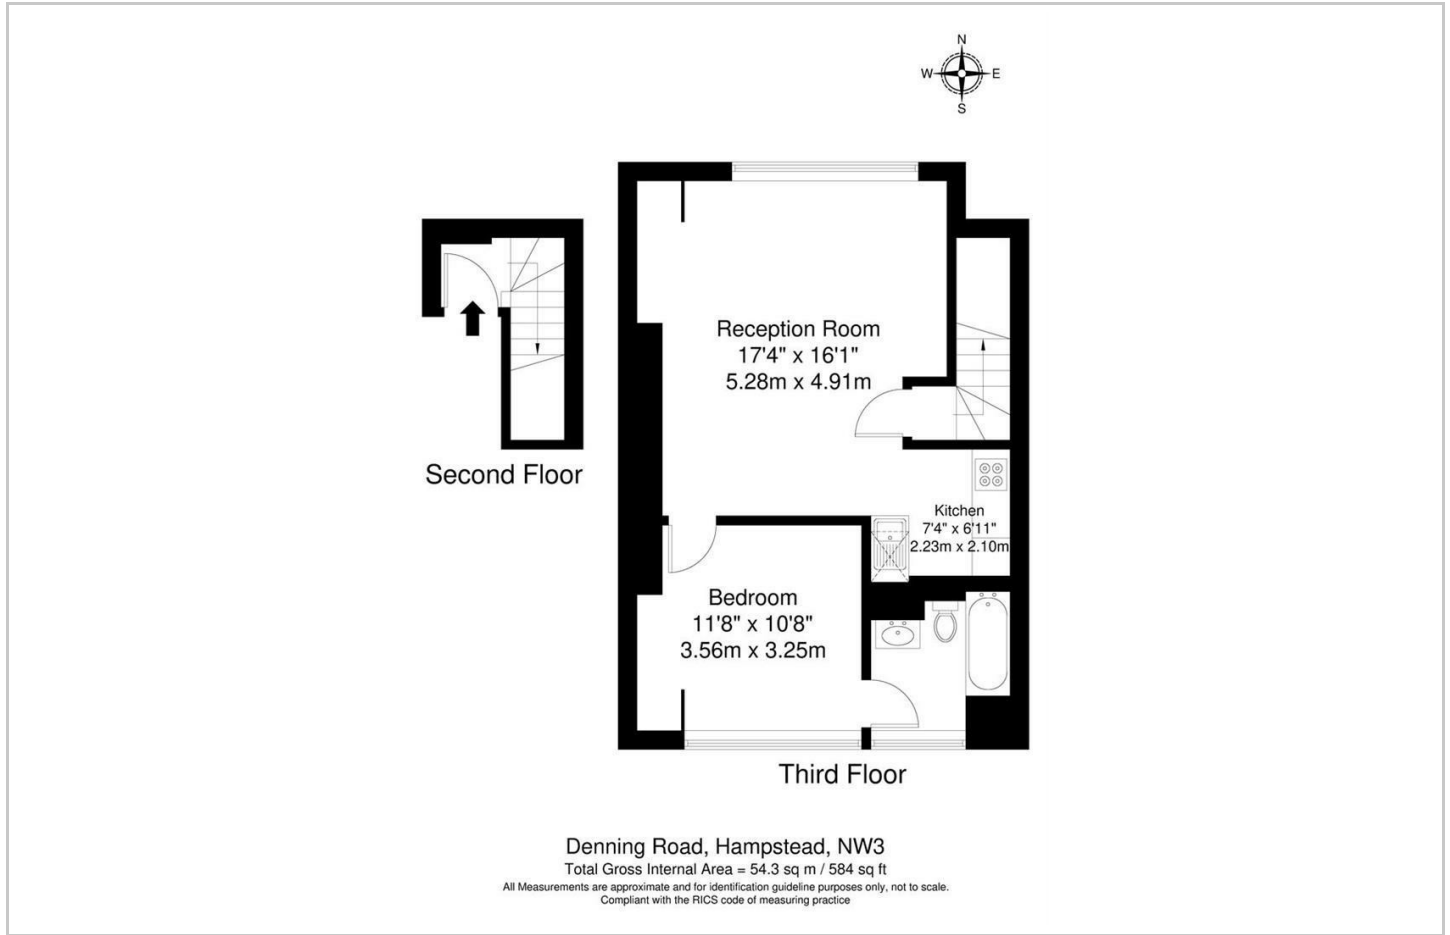 N
W E
S
Reception Room
17'4" x 16'1"
5.28m x 4.91m
Second Floor
Kitchen
7'4" x 6'11"
2.23m x 2.10m
Bedroom
11'8" x 10'8"
3.56m x 3.25m
Third Floor
Denning Road, Hampstead, NW3
Total Gross Internal Area = 54.3 sq m / 584 sq ft
All Measurements are approximate and for identification guideline purposes only, not to scale.
Compliant with the RICS code of measuring practice